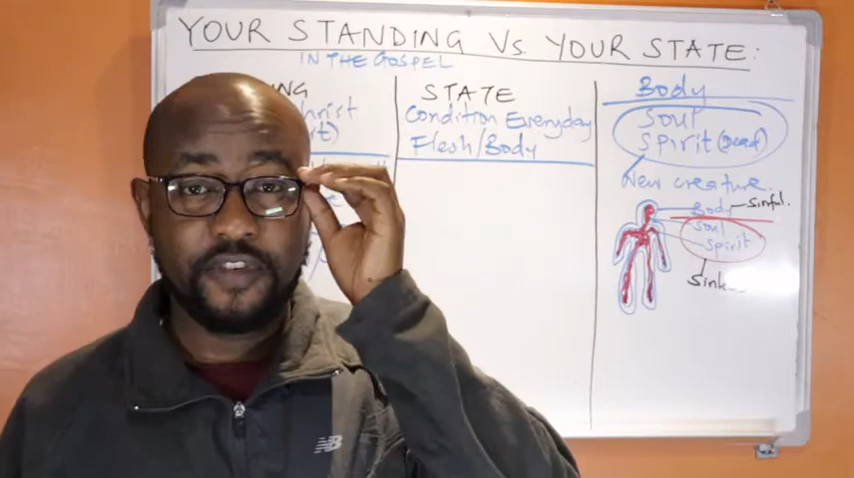 YOUR STANDING VS. YOUR STATE:
IN THE GOSPEL
STATE
Condition Everyday
Flesh/Body
Body
Soul
Spirit (Dead)
New creature.
Body — Sinful.
Soul
Spirit
NB